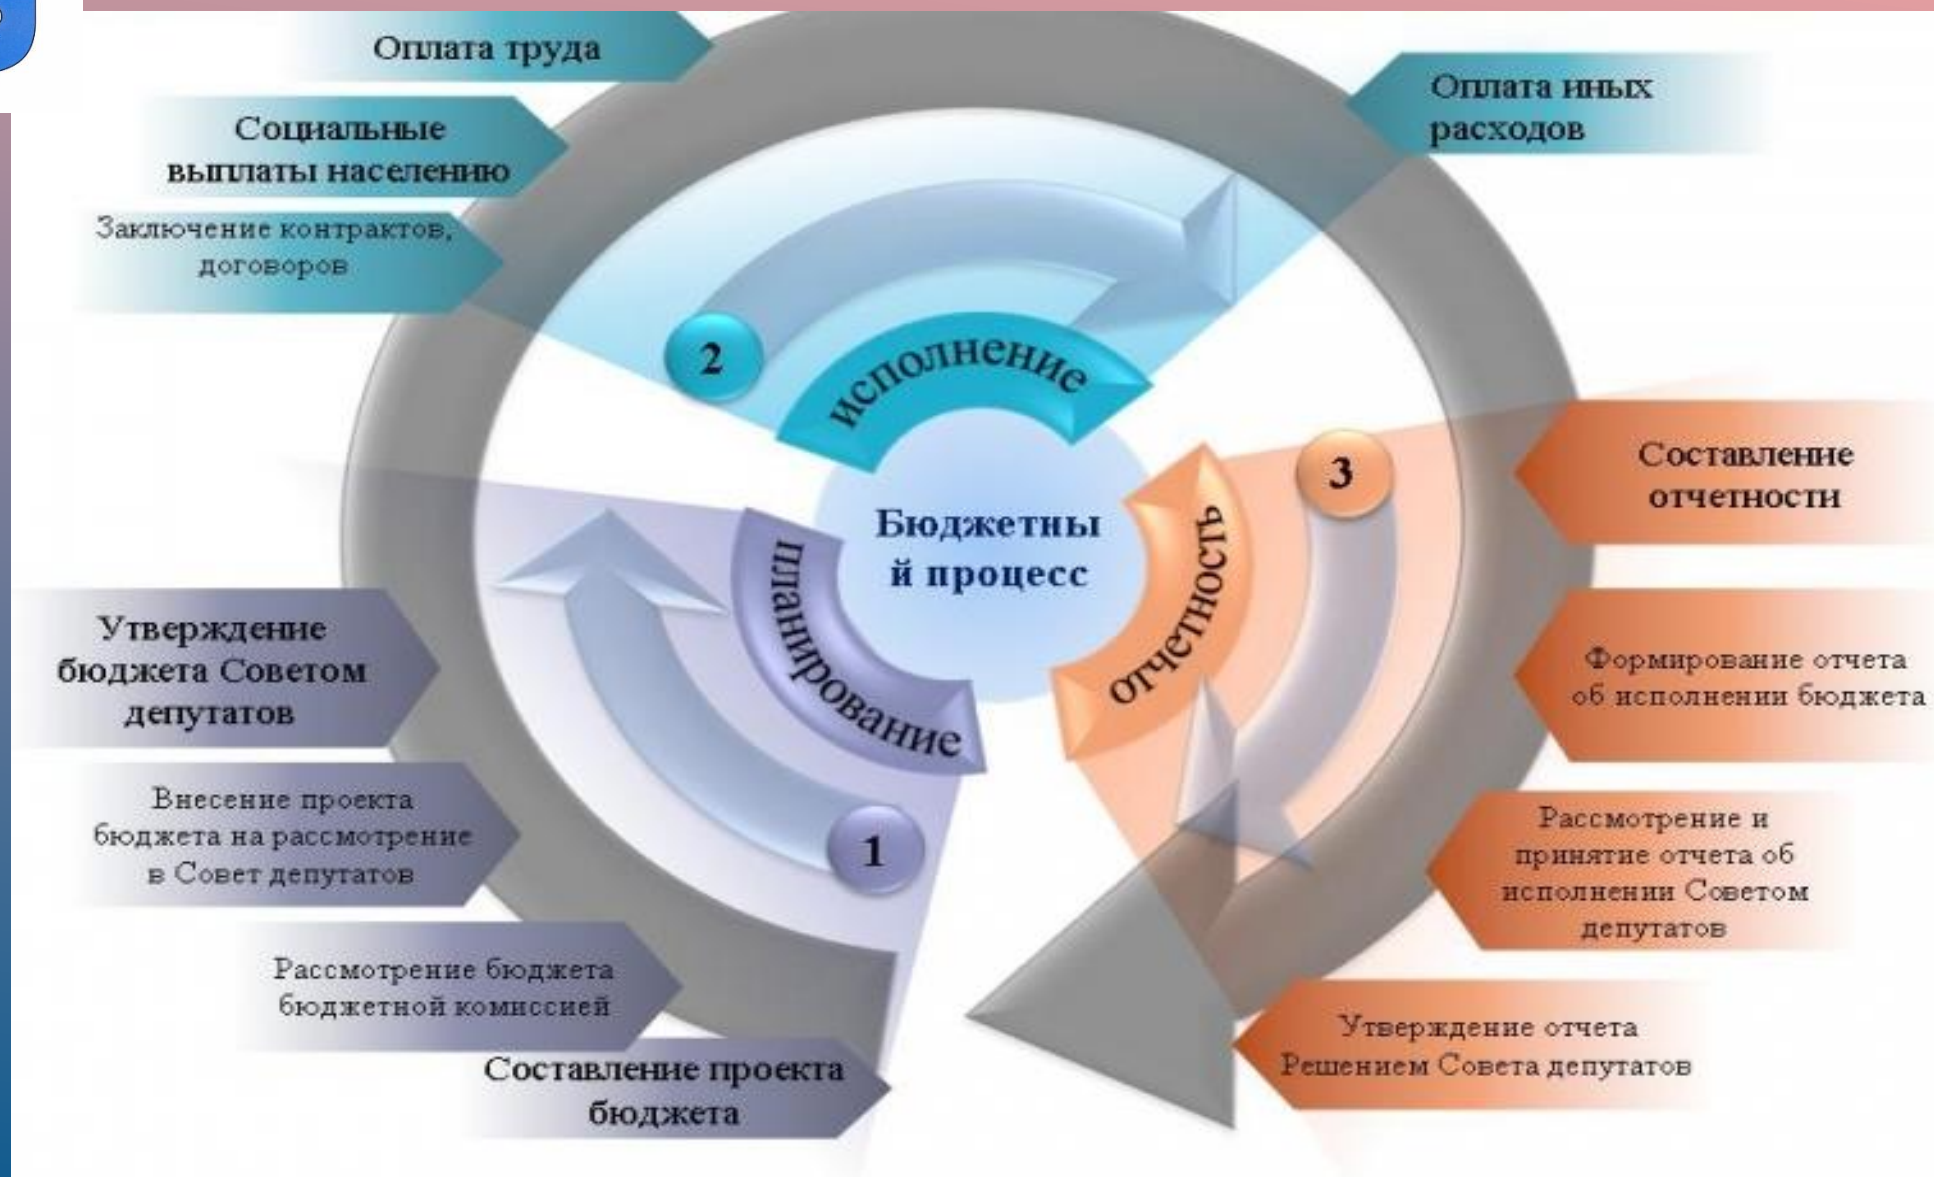 Оплата труда
Социальные
выплаты населению
Заключение контрактов,
договоров
Оплата иных
расходов
2
исполнение
Бюджетны
й процесс
3
отчетность
Составление
отчетности
Формирование отчета
об исполнении бюджета
Рассмотрение и
принятие отчета об
исполнении Советом
депутатов
Утверждение отчета
Решением Совета депутатов
планирование
1
Утверждение
бюджета Советом
депутатов
Внесение проекта
бюджета на рассмотрение
в Совет депутатов
Рассмотрение бюджета
бюджетной комиссией
Составление проекта
бюджета